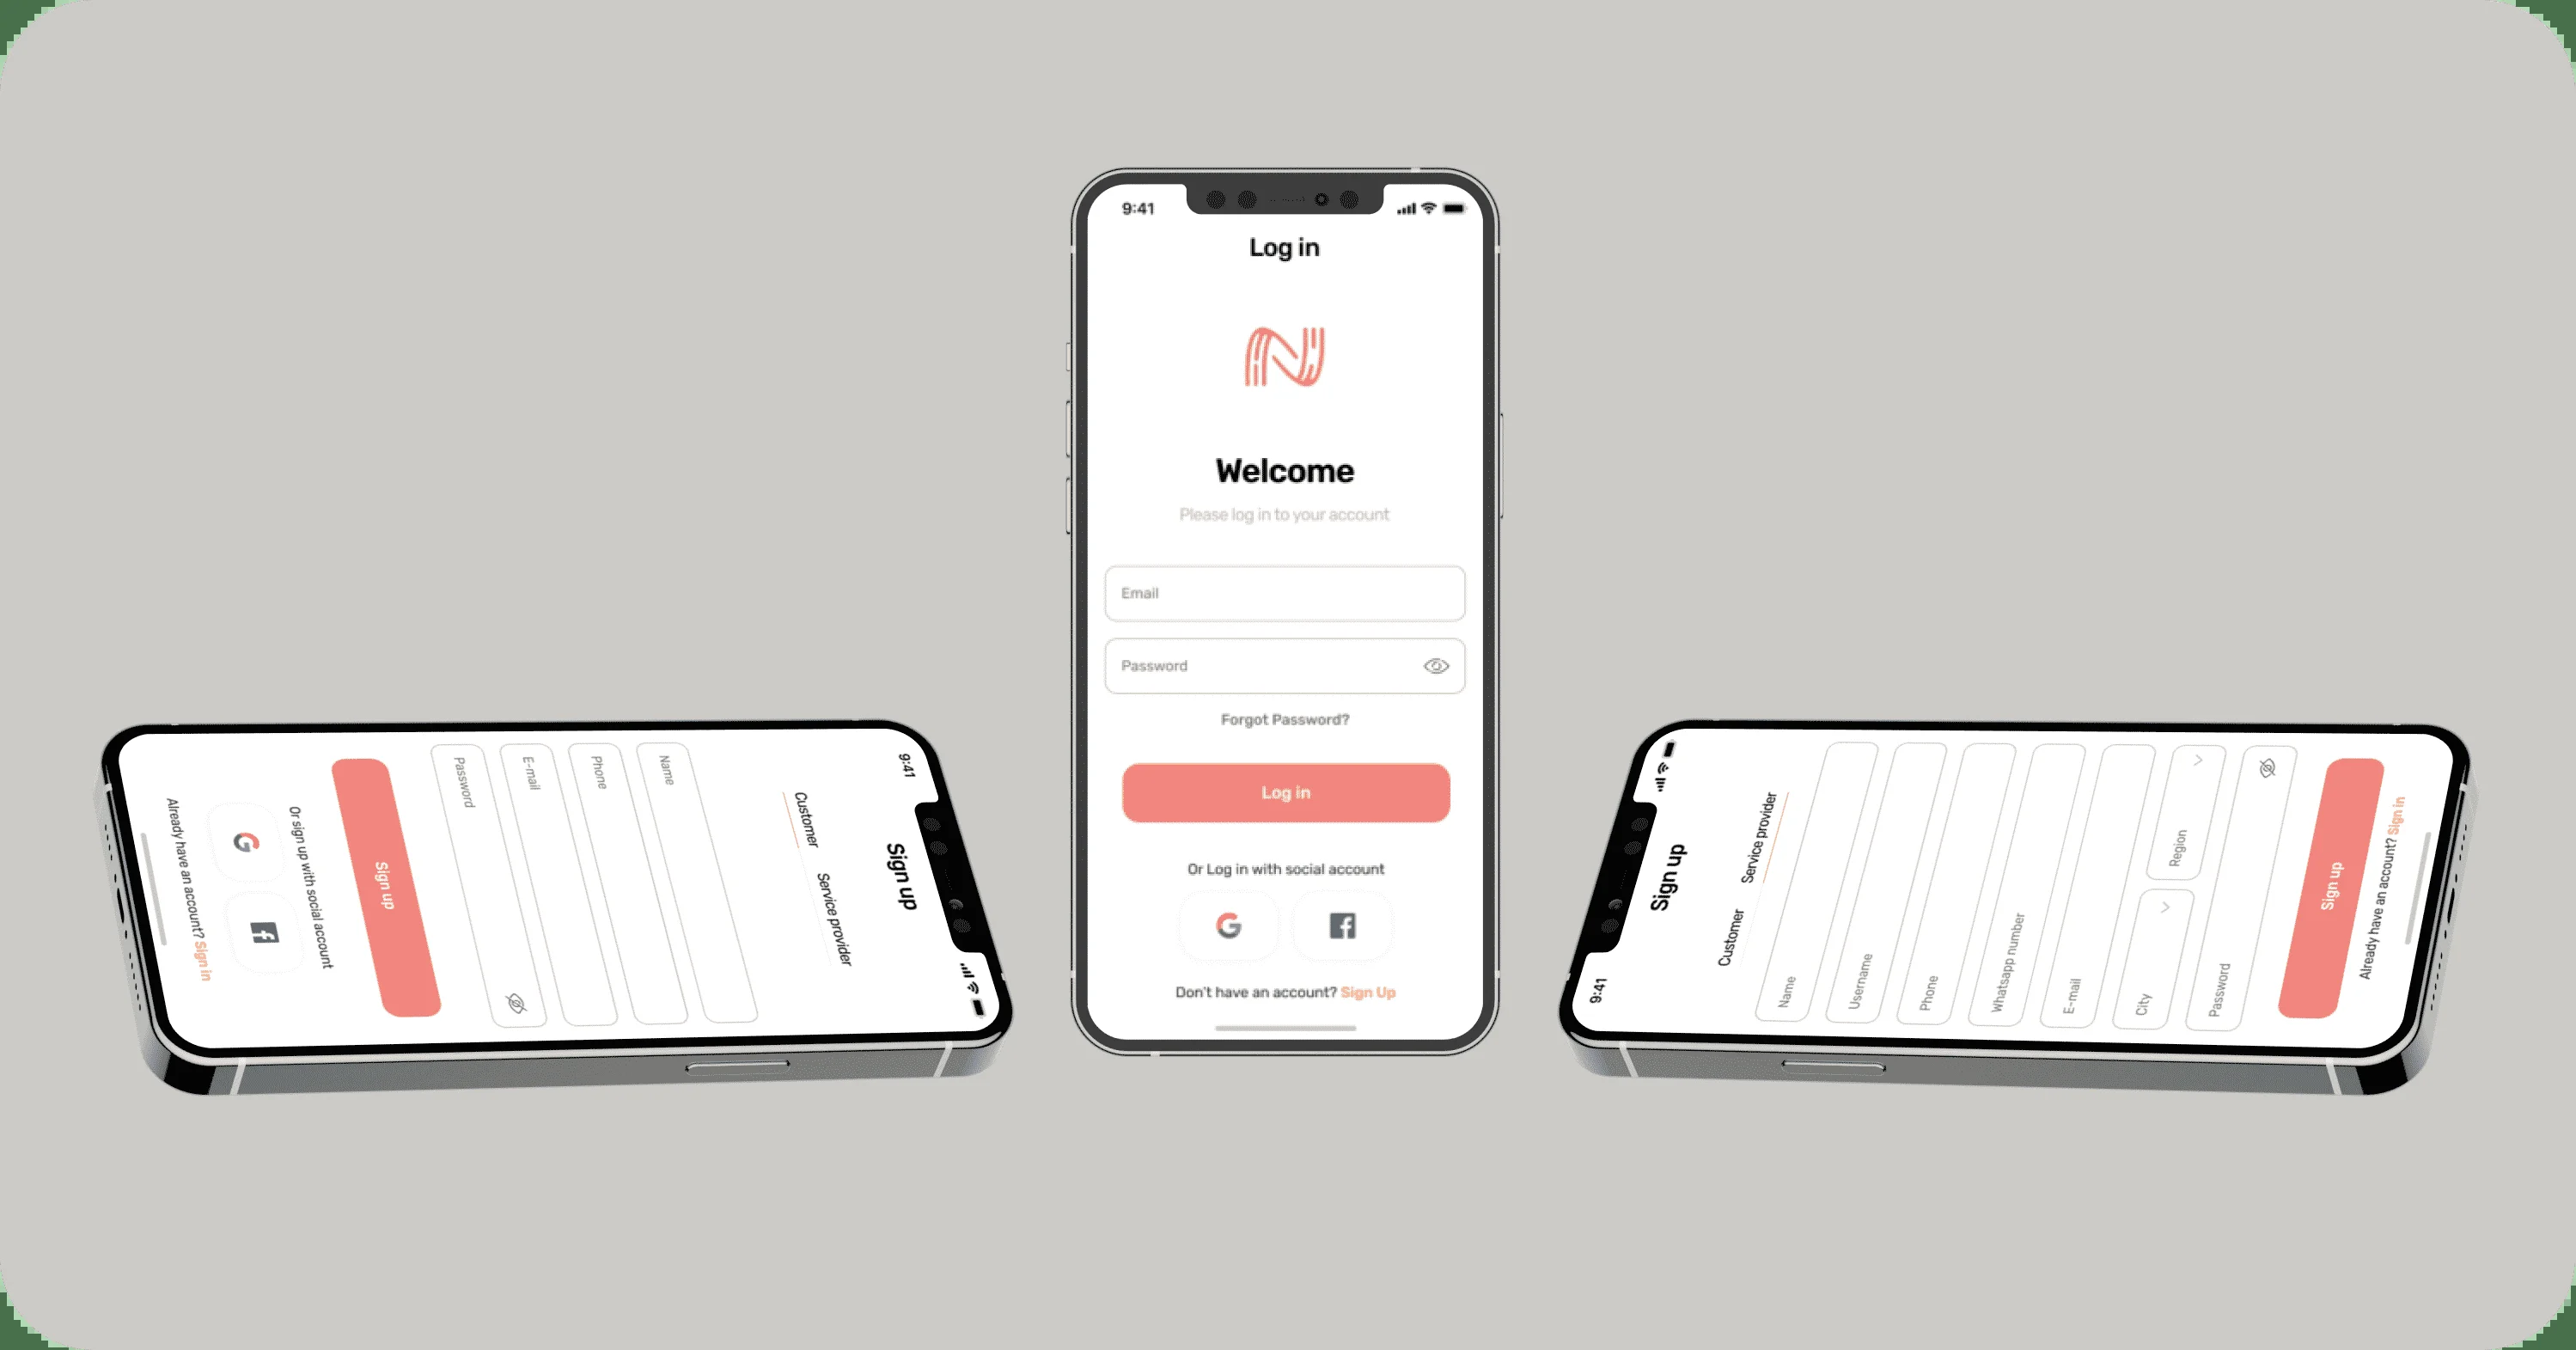 9:41
Sign up
Customer Service provider
Name
Phone
E-mail
Password
Sign up
Or sign up with social account
G f
Already have an account? Sign in
9:41
Log in
N
Welcome
Please log in to your account
Email
Password
Forgot Password?
Log in
Or Log in with social account
G f
Don't have an account? Sign Up
9:41
Sign up
Customer Service provider
Name
Username
Phone
Whatsapp number
E-mail
City Region
Password
Sign up
Already have an account? Sign in